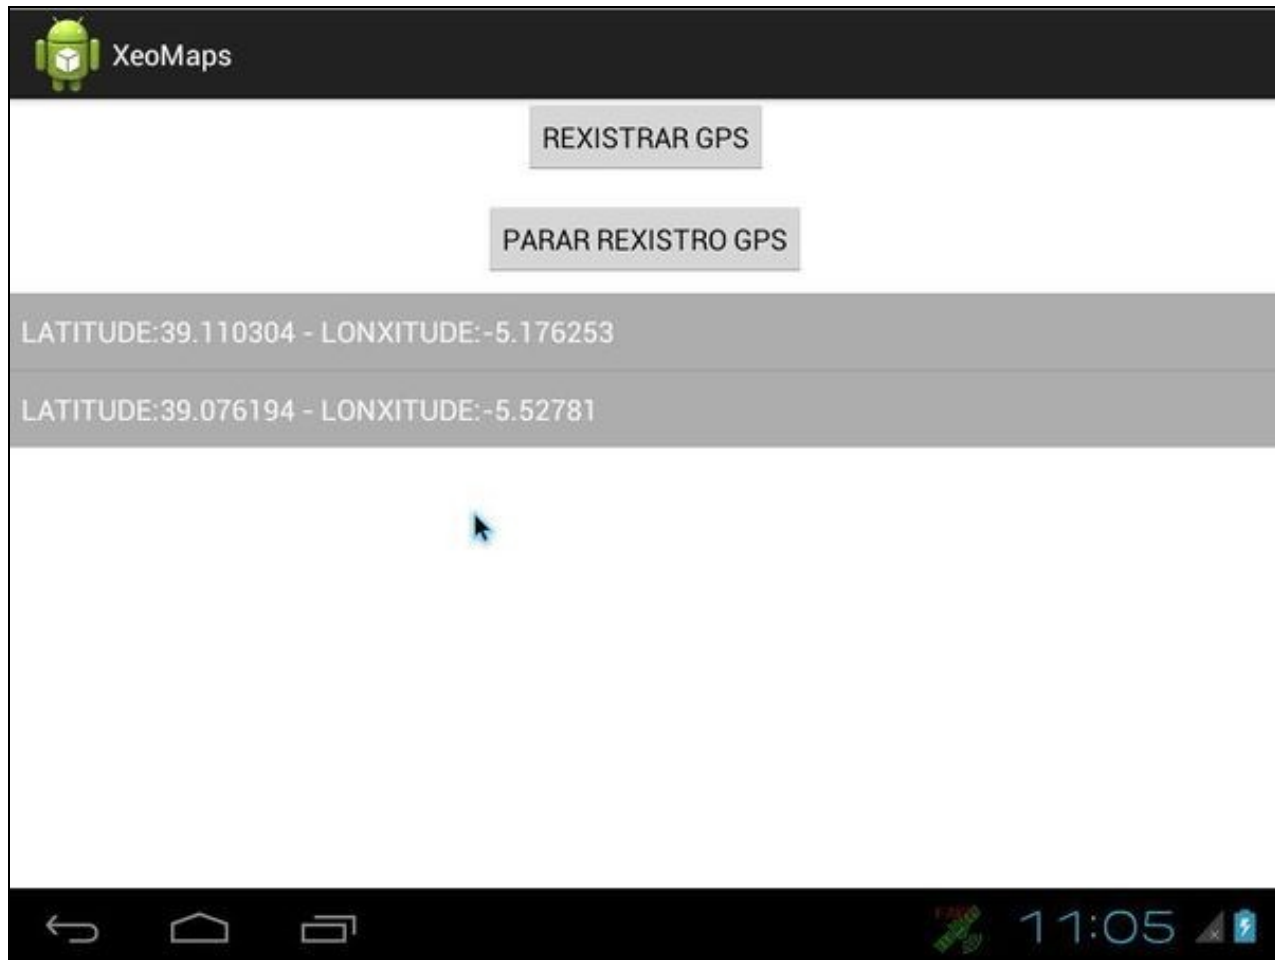 XeoMaps
REXISTRAR GPS
PARAR REXISTRO GPS
LATITUDE:39.110304 - LONXITUDE:-5.176253
LATITUDE:39.076194 - LONXITUDE:-5.52781
11:05